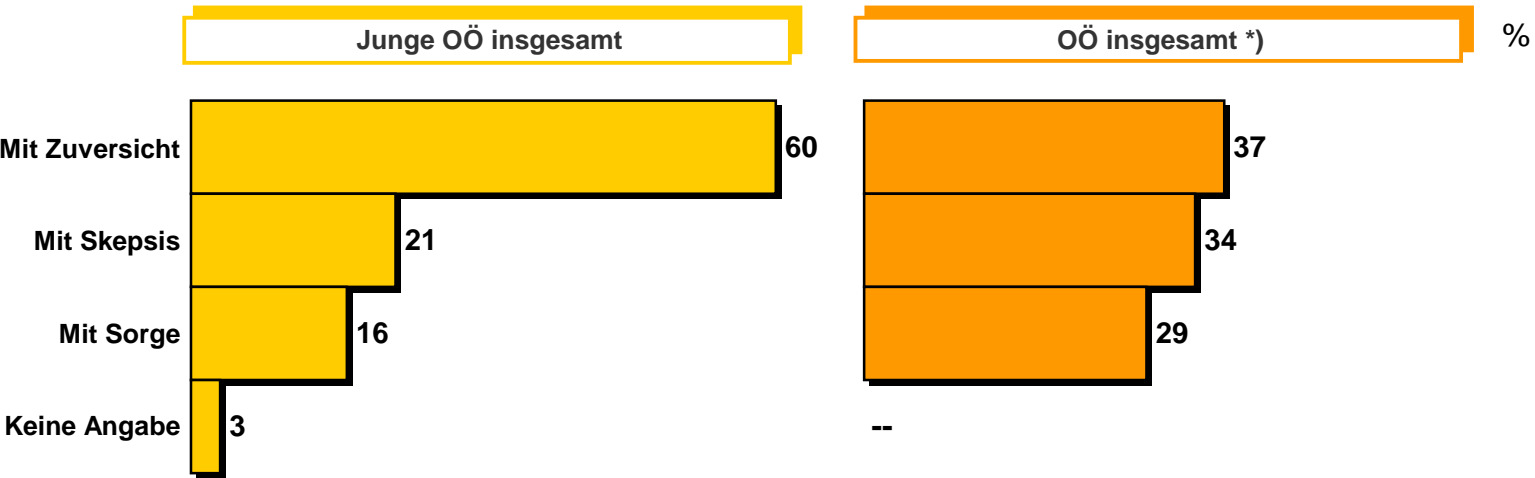 Junge OÖ insgesamt
OÖ insgesamt *)
%
Mit Zuversicht 60 37
Mit Skepsis 21 34
Mit Sorge 16 29
Keine Angabe 3 --